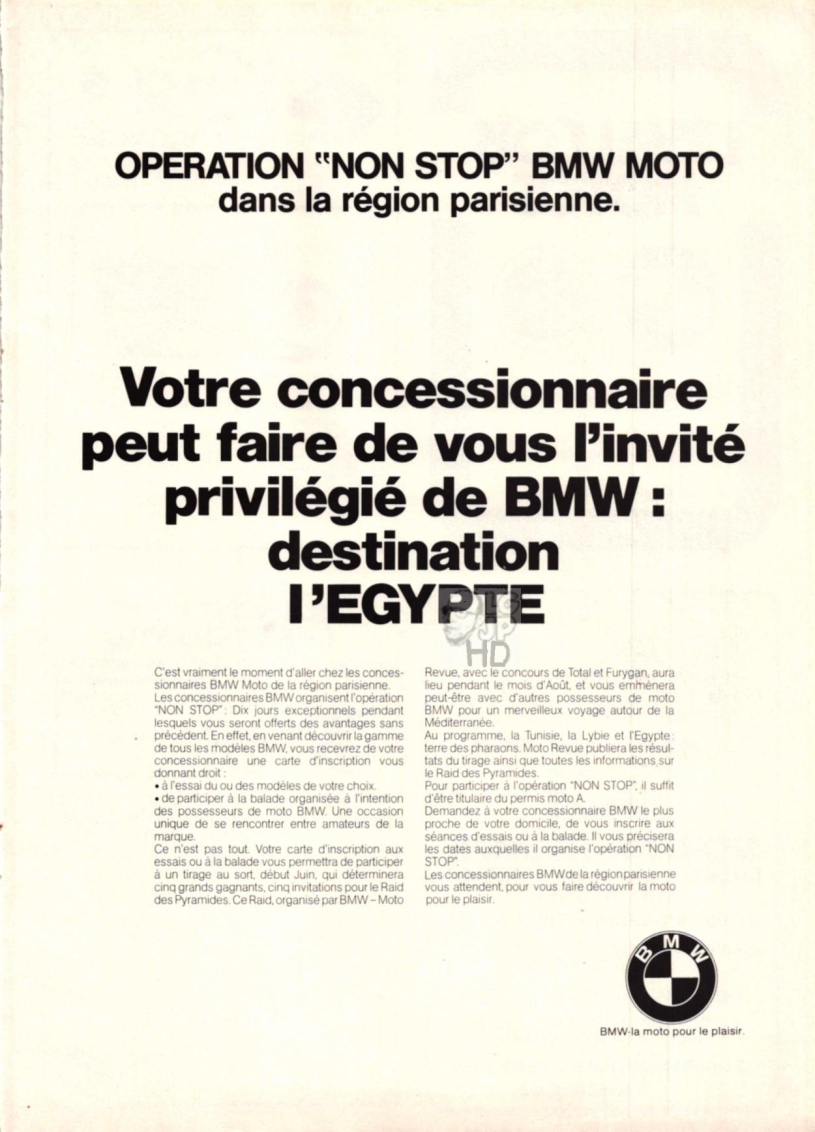 OPERATION "NON STOP" BMW MOTO
dans la région parisienne.
Votre concessionnaire
peut faire de vous l'invité
privilégié de BMW :
destination
l'EGYPTE
HD
C'est vraiment le moment d'aller chez les conces-
sionnaires BMW Moto de la région parisienne.
Les concessionnaires BMW organisent l'opération
"NON STOP": Dix jours exceptionnels pendant
lesquels vous seront offerts des avantages sans
précédent. En effet, en venant découvrir la gamme
de tous les modèles BMW, vous recevrez de votre
concessionnaire une carte d'inscription vous
donnant droit :
• à l'essai du ou des modèles de votre choix.
• de participer à la balade organisée à l'intention
des possesseurs de moto BMW. Une occasion
unique de se rencontrer entre amateurs de la
marque.
Ce n'est pas tout. Votre carte d'inscription aux
essais ou à la balade vous permettra de participer
à un tirage au sort, début Juin, qui déterminera
cinq grands gagnants, cinq invitations pour le Raid
des Pyramides. Ce Raid, organisé par BMW – Moto
Revue, avec le concours de Total et Furygan, aura
lieu pendant le mois d'Août, et vous emmènera
peut-être avec d'autres possesseurs de moto
BMW pour un merveilleux voyage autour de la
Méditerranée.
Au programme, la Tunisie, la Lybie et l'Egypte :
terre des pharaons. Moto Revue publiera les résul-
tats du tirage ainsi que toutes les informations sur
le Raid des Pyramides.
Pour participer à l'opération "NON STOP", il suffit
d'être titulaire du permis moto A.
Demandez à votre concessionnaire BMW le plus
proche de votre domicile, de vous inscrire aux
séances d'essais ou à la balade. Il vous précisera
les dates auxquelles il organise l'opération "NON
STOP".
Les concessionnaires BMW de la région parisienne
vous attendent, pour vous faire découvrir la moto
pour le plaisir.
BMW
BMW-la moto pour le plaisir.